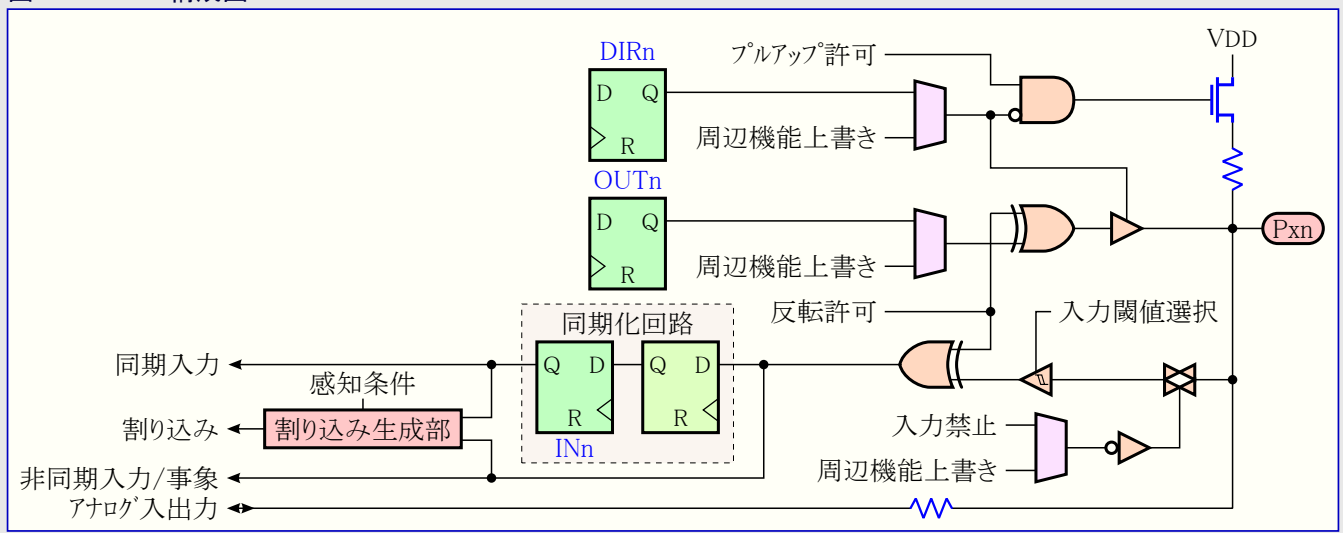 構成図
DIRn
プルアップ許可
VDD
D Q
R
周辺機能上書き
OUTn
D Q
R
周辺機能上書き
Pxn
反転許可
入力閾値選択
同期化回路
同期入力
Q D
R
Q D
R
INn
感知条件
割り込み
割り込み生成部
入力禁止
周辺機能上書き
非同期入力/事象
アナログ入出力